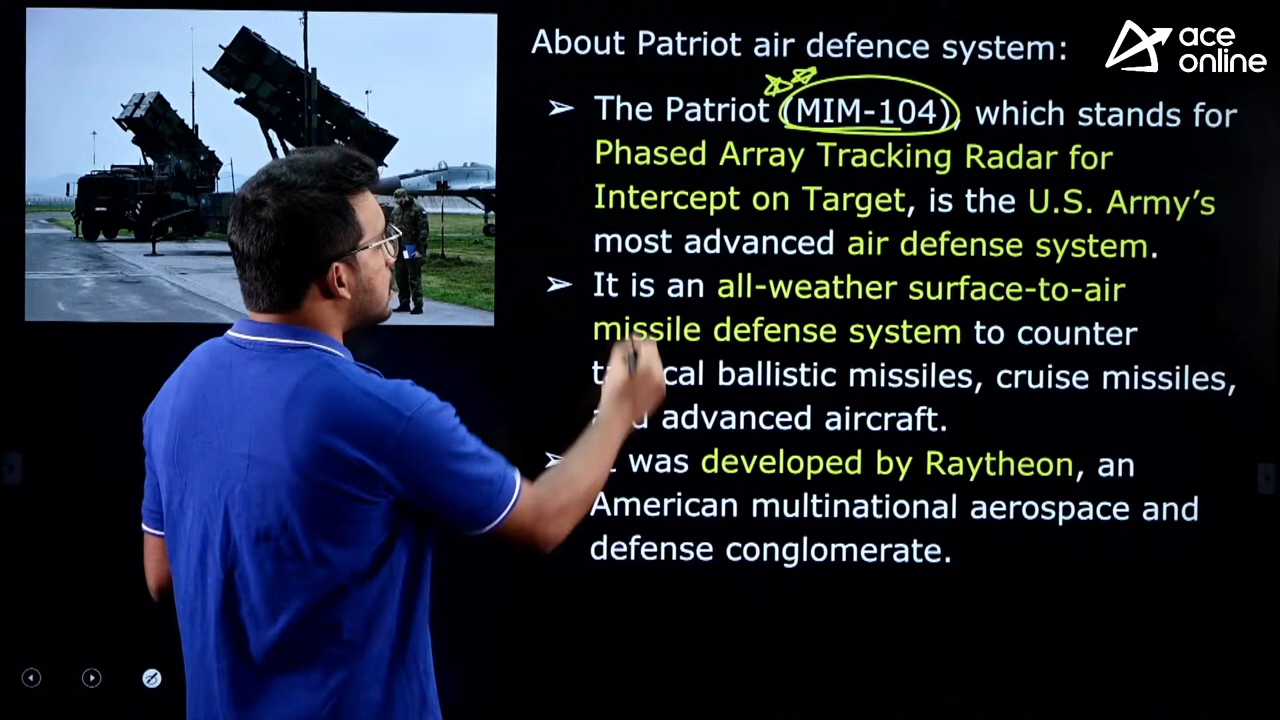 About Patriot air defence system:
ace
online
➢ The Patriot (MIM-104), which stands for
Phased Array Tracking Radar for
Intercept on Target, is the U.S. Army’s
most advanced air defense system.
➢ It is an all-weather surface-to-air
missile defense system to counter
ballistic missiles, cruise missiles,
advanced aircraft.
was developed by Raytheon, an
American multinational aerospace and
defense conglomerate.